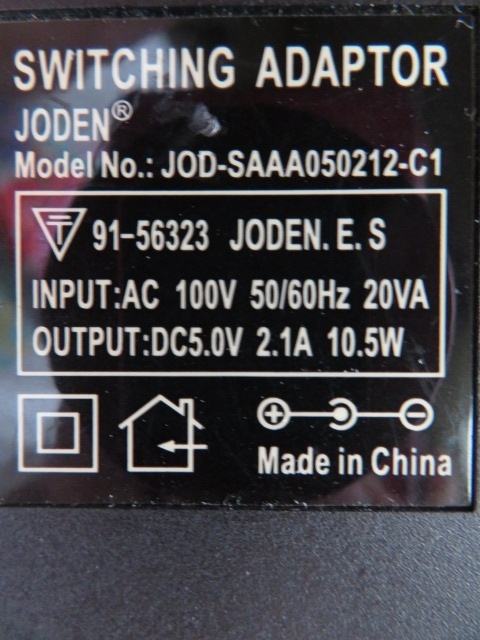 SWITCHING ADAPTOR
JODEN®
Model No.: JOD-SAAA050212-C1
91-56323 JODEN. E. S
INPUT:AC 100V 50/60Hz 20VA
OUTPUT:DC5.0V 2.1A 10.5W
Made in China